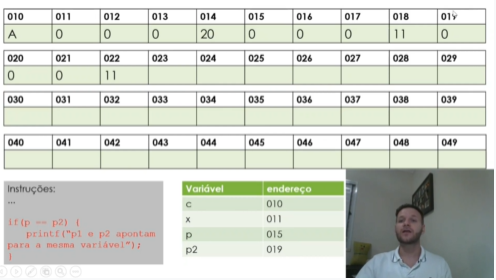 010 011 012 013 014 015 016 017 018 019
A 0 0 0 20 0 0 0 11 0
020 021 022 023 024 025 026 027 028 029
0 0 11
030 031 032 033 034 035 036 037 038 039
040 041 042 043 044 045 046 047 048 049
Instruções:
...
if(p == p2) {
printf("p1 e p2 apontam
para a mesma variável");
}
Variável endereço
c 010
x 011
p 015
p2 019